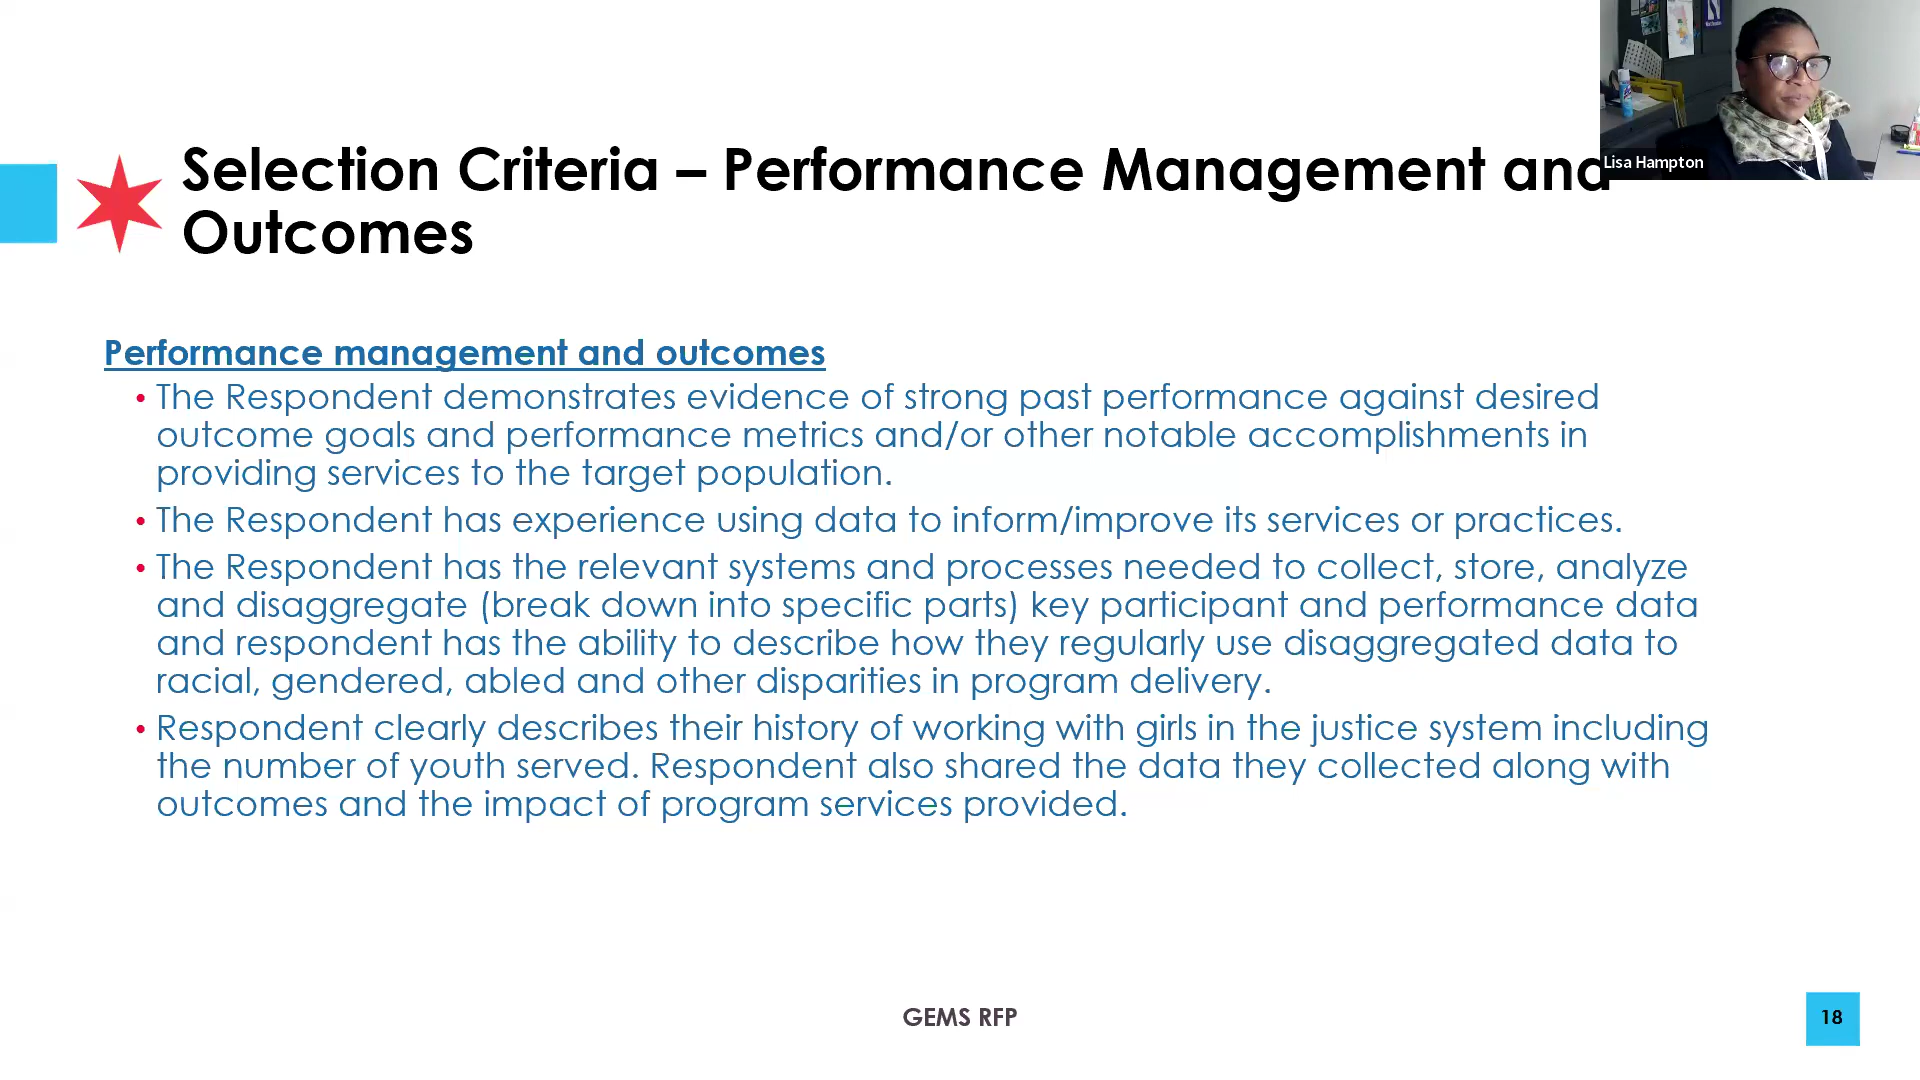 Selection Criteria – Performance Management and
Outcomes
Lisa Hampton
Performance management and outcomes
• The Respondent demonstrates evidence of strong past performance against desired
outcome goals and performance metrics and/or other notable accomplishments in
providing services to the target population.
• The Respondent has experience using data to inform/improve its services or practices.
• The Respondent has the relevant systems and processes needed to collect, store, analyze
and disaggregate (break down into specific parts) key participant and performance data
and respondent has the ability to describe how they regularly use disaggregated data to
racial, gendered, abled and other disparities in program delivery.
• Respondent clearly describes their history of working with girls in the justice system including
the number of youth served. Respondent also shared the data they collected along with
outcomes and the impact of program services provided.
GEMS RFP
18